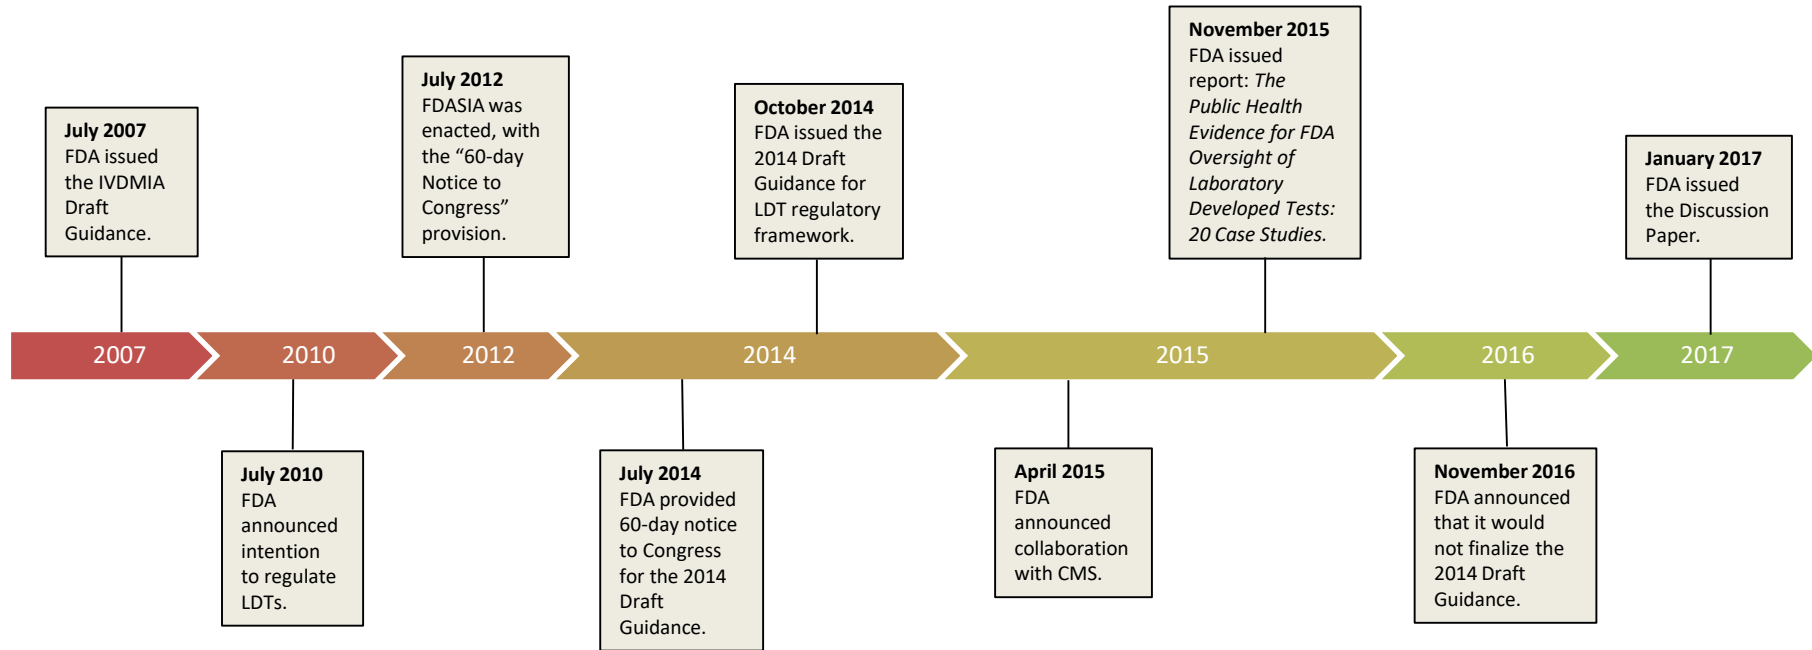 July 2007
FDA issued
the IVDMIA
Draft
Guidance.
July 2012
FDASIA was
enacted, with
the “60-day
Notice to
Congress”
provision.
October 2014
FDA issued the
2014 Draft
Guidance for
LDT regulatory
framework.
November 2015
FDA issued
report: The
Public Health
Evidence for FDA
Oversight of
Laboratory
Developed Tests:
20 Case Studies.
January 2017
FDA issued
the Discussion
Paper.
2007
2010
2012
2014
2015
2016
2017
July 2010
FDA
announced
intention
to regulate
LDTs.
July 2014
FDA provided
60-day notice
to Congress
for the 2014
Draft
Guidance.
April 2015
FDA
announced
collaboration
with CMS.
November 2016
FDA announced
that it would
not finalize the
2014 Draft
Guidance.